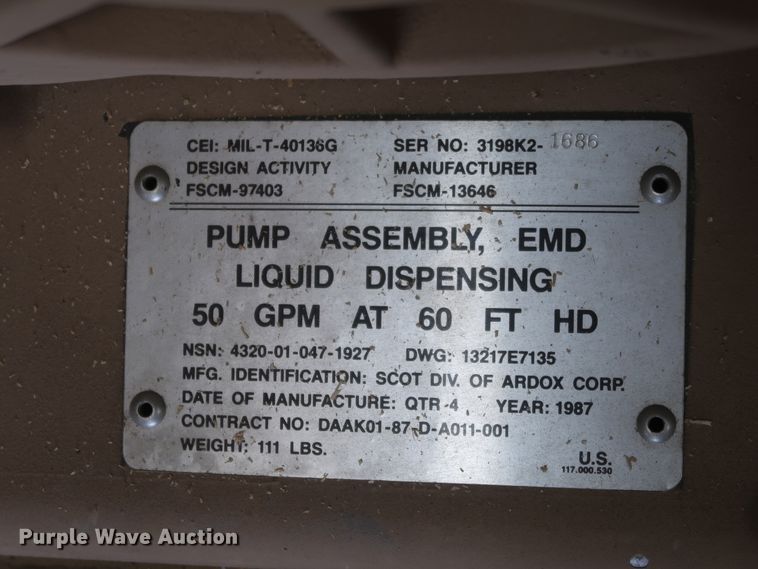 CEI: MIL-T-40136G SER NO: 3198K2-1686
DESIGN ACTIVITY MANUFACTURER
FSCM-97403 FSCM-13646
PUMP ASSEMBLY, EMD
LIQUID DISPENSING
50 GPM AT 60 FT HD
NSN: 4320-01-047-1927 DWG: 13217E7135
MFG. IDENTIFICATION: SCOT DIV. OF ARDOX CORP.
DATE OF MANUFACTURE: QTR 4 YEAR: 1987
CONTRACT NO: DAAK01-87 D-A011-001
WEIGHT: 111 LBS.
U.S.
117.000.530
Purple Wave Auction